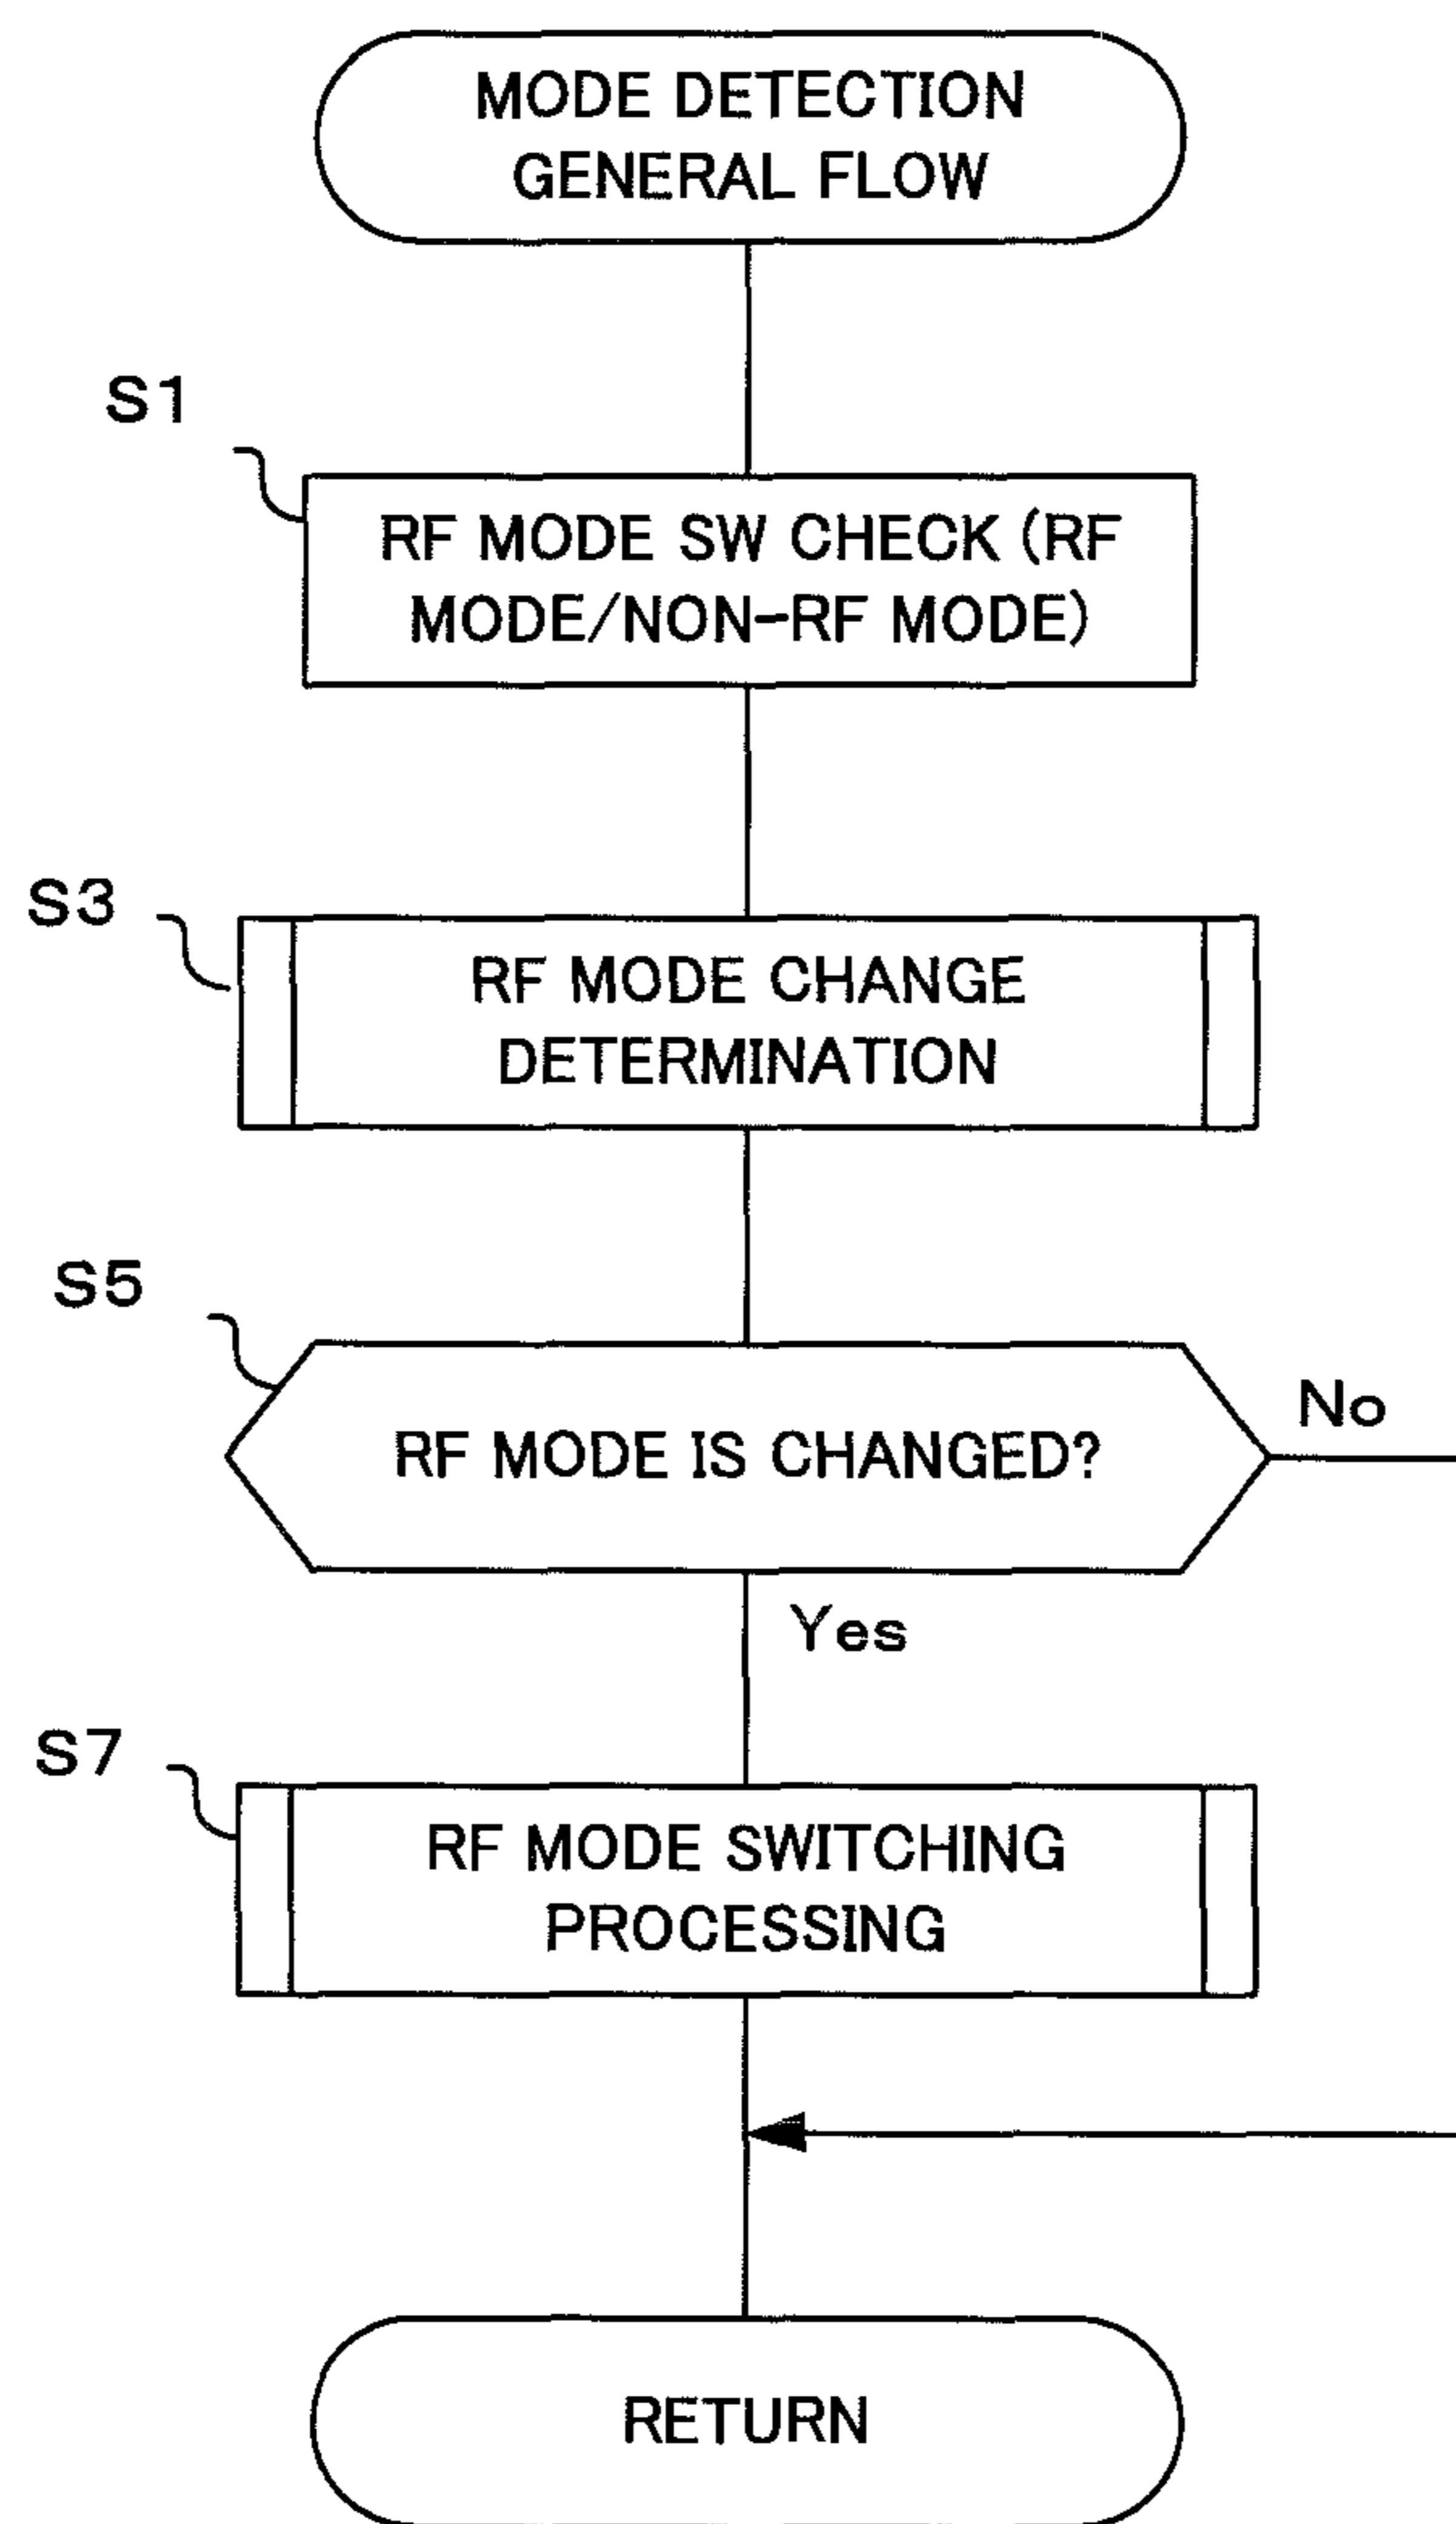 MODE DETECTION
GENERAL FLOW
S1
RF MODE SW CHECK (RF
MODE/NON-RF MODE)
S3
RF MODE CHANGE
DETERMINATION
S5
RF MODE IS CHANGED?
No
Yes
S7
RF MODE SWITCHING
PROCESSING
RETURN